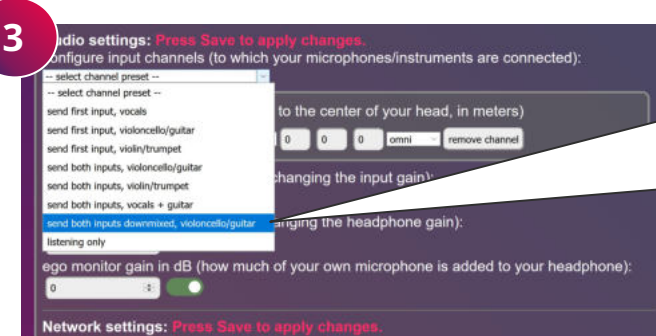 3
udio settings: Press Save to apply changes.
onfigure input channels (to which your microphones/instruments are connected):
-- select channel preset --
-- select channel preset --
send first input, vocals
to the center of your head, in meters)
send first input, violoncello/guitar
send first input, violin/trumpet
0 0 0 omni remove channel
send both inputs, violoncello/guitar
changing the input gain):
send both inputs, violin/trumpet
send both inputs, vocals + guitar
send both inputs downmixed, violoncello/guitar
anging the headphone gain):
listening only
ego monitor gain in dB (how much of your own microphone is added to your headphone):
0
Network settings: Press Save to apply changes.